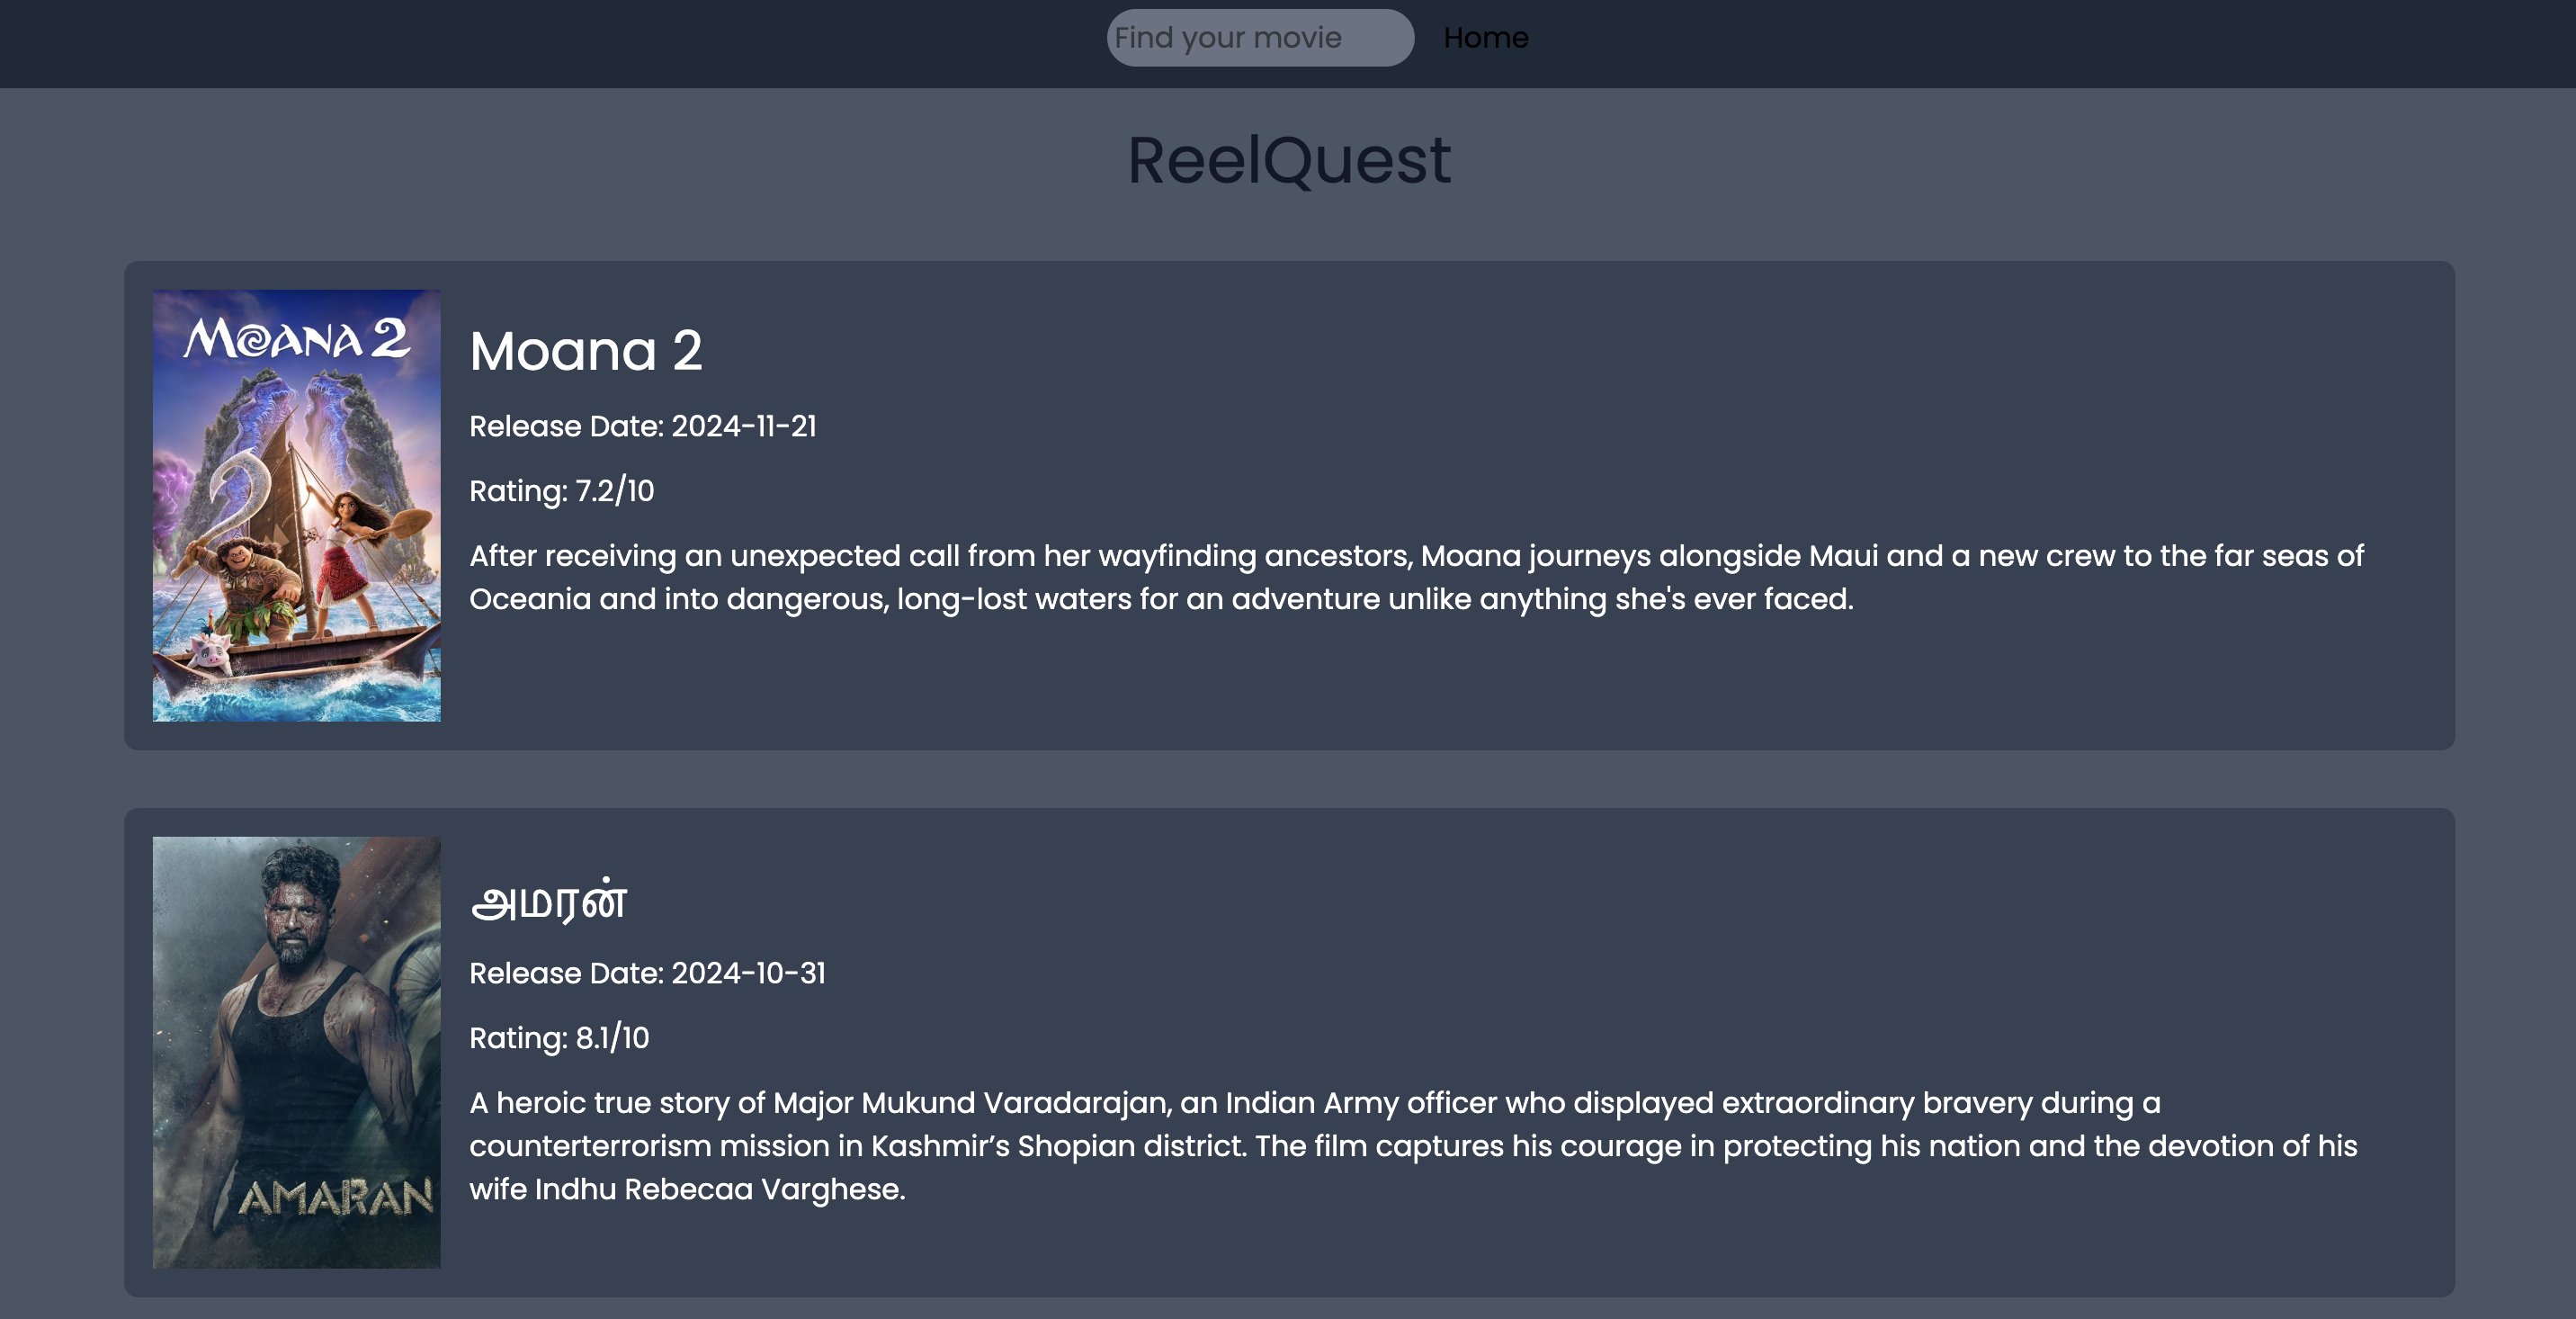 Find your movie Home
ReelQuest
MOANA 2
Moana 2
Release Date: 2024-11-21
Rating: 7.2/10
After receiving an unexpected call from her wayfinding ancestors, Moana journeys alongside Maui and a new crew to the far seas of
Oceania and into dangerous, long-lost waters for an adventure unlike anything she's ever faced.
அமரன்
Release Date: 2024-10-31
Rating: 8.1/10
A heroic true story of Major Mukund Varadarajan, an Indian Army officer who displayed extraordinary bravery during a
counterterrorism mission in Kashmir’s Shopian district. The film captures his courage in protecting his nation and the devotion of his
wife Indhu Rebecaa Varghese.
AMARAN